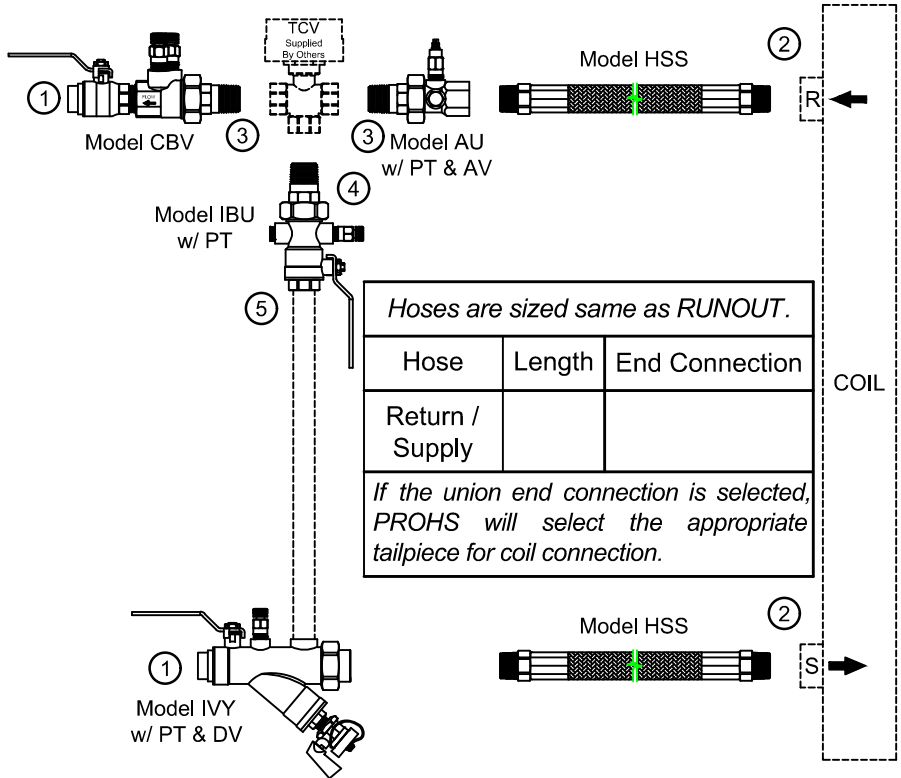 TCV
Supplied
By Others
Model HSS
2
1
R
FLOW
Model CBV
3
3
Model AU
w/ PT & AV
4
Model IBU
w/ PT
5
Hoses are sized same as RUNOUT.
Hose Length End Connection
Return /
Supply
If the union end connection is selected,
PROHS will select the appropriate
tailpiece for coil connection.
COIL
Model HSS
2
1
S
Model IVY
w/ PT & DV